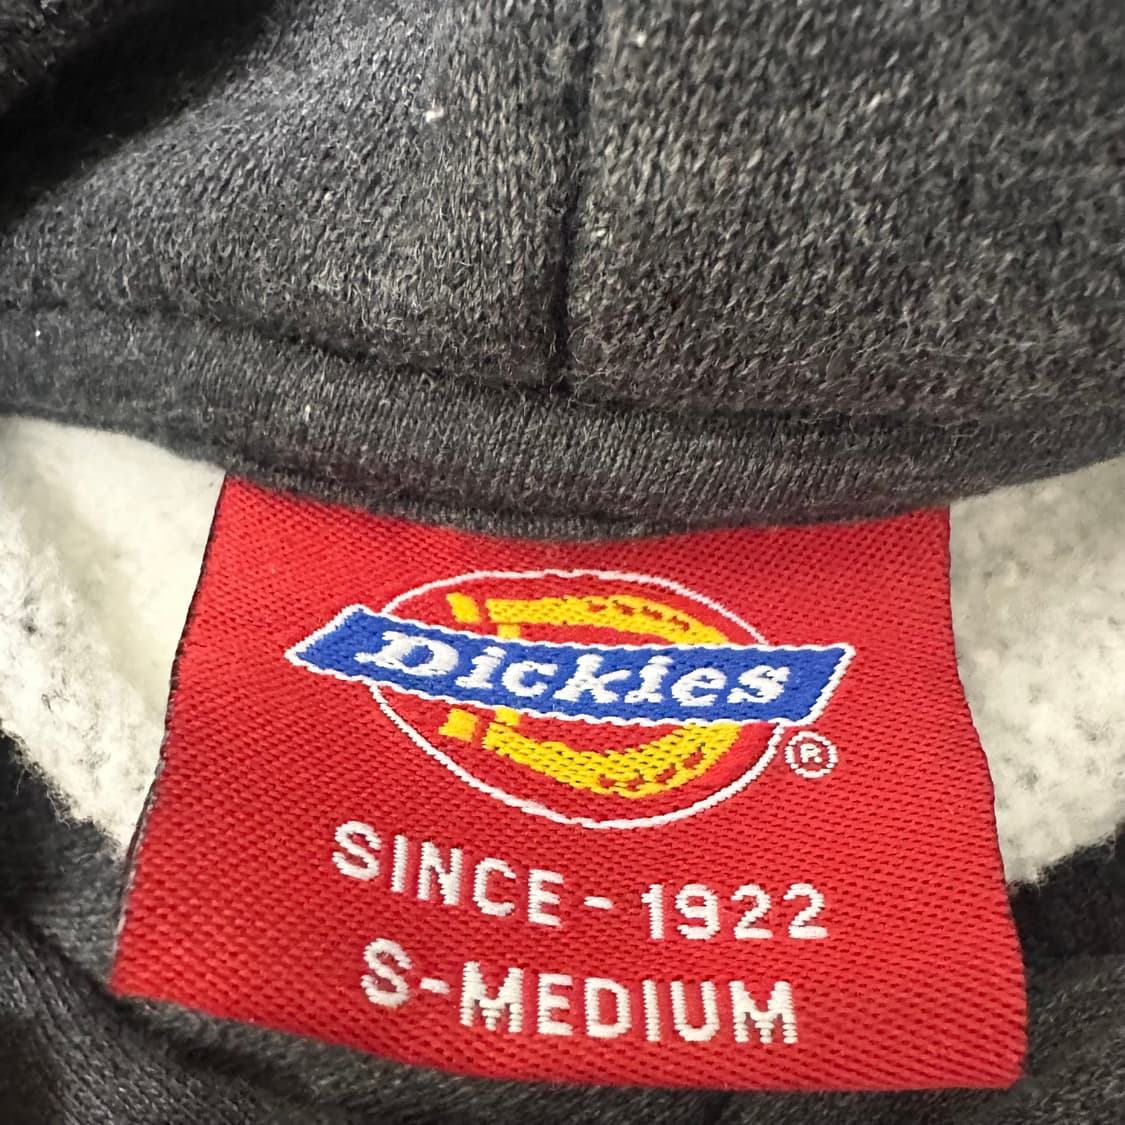 Dickies
®
SINCE-1922
S-MEDIUM